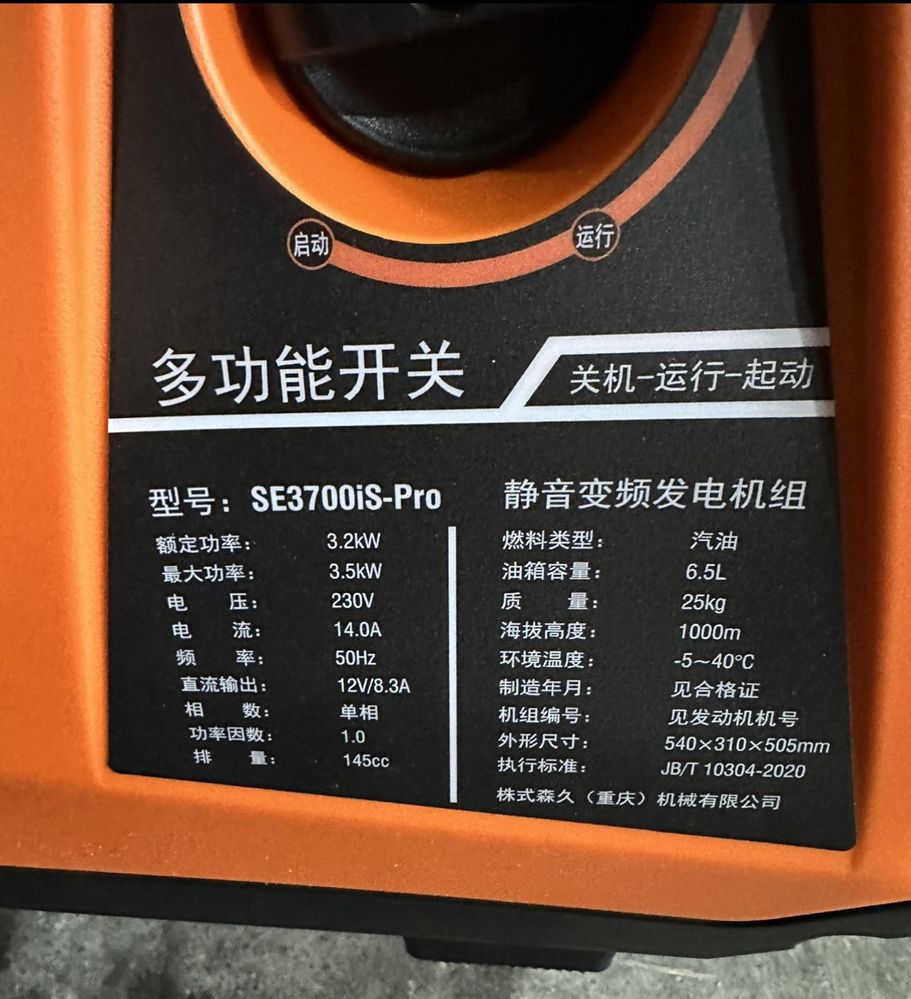 启动
运行
多功能开关
关机-运行-起动
型号：SE3700iS-Pro
额定功率： 3.2kW
最大功率： 3.5kW
电 压： 230V
电 流： 14.0A
频 率： 50Hz
直流输出： 12V/8.3A
相 数： 单相
功率因数： 1.0
排 量： 145cc
静音变频发电机组
燃料类型： 汽油
油箱容量： 6.5L
质 量： 25kg
海拔高度： 1000m
环境温度： -5~40°C
制造年月： 见合格证
机组编号： 见发动机机号
外形尺寸： 540×310×505mm
执行标准： JB/T 10304-2020
株式森久（重庆）机械有限公司